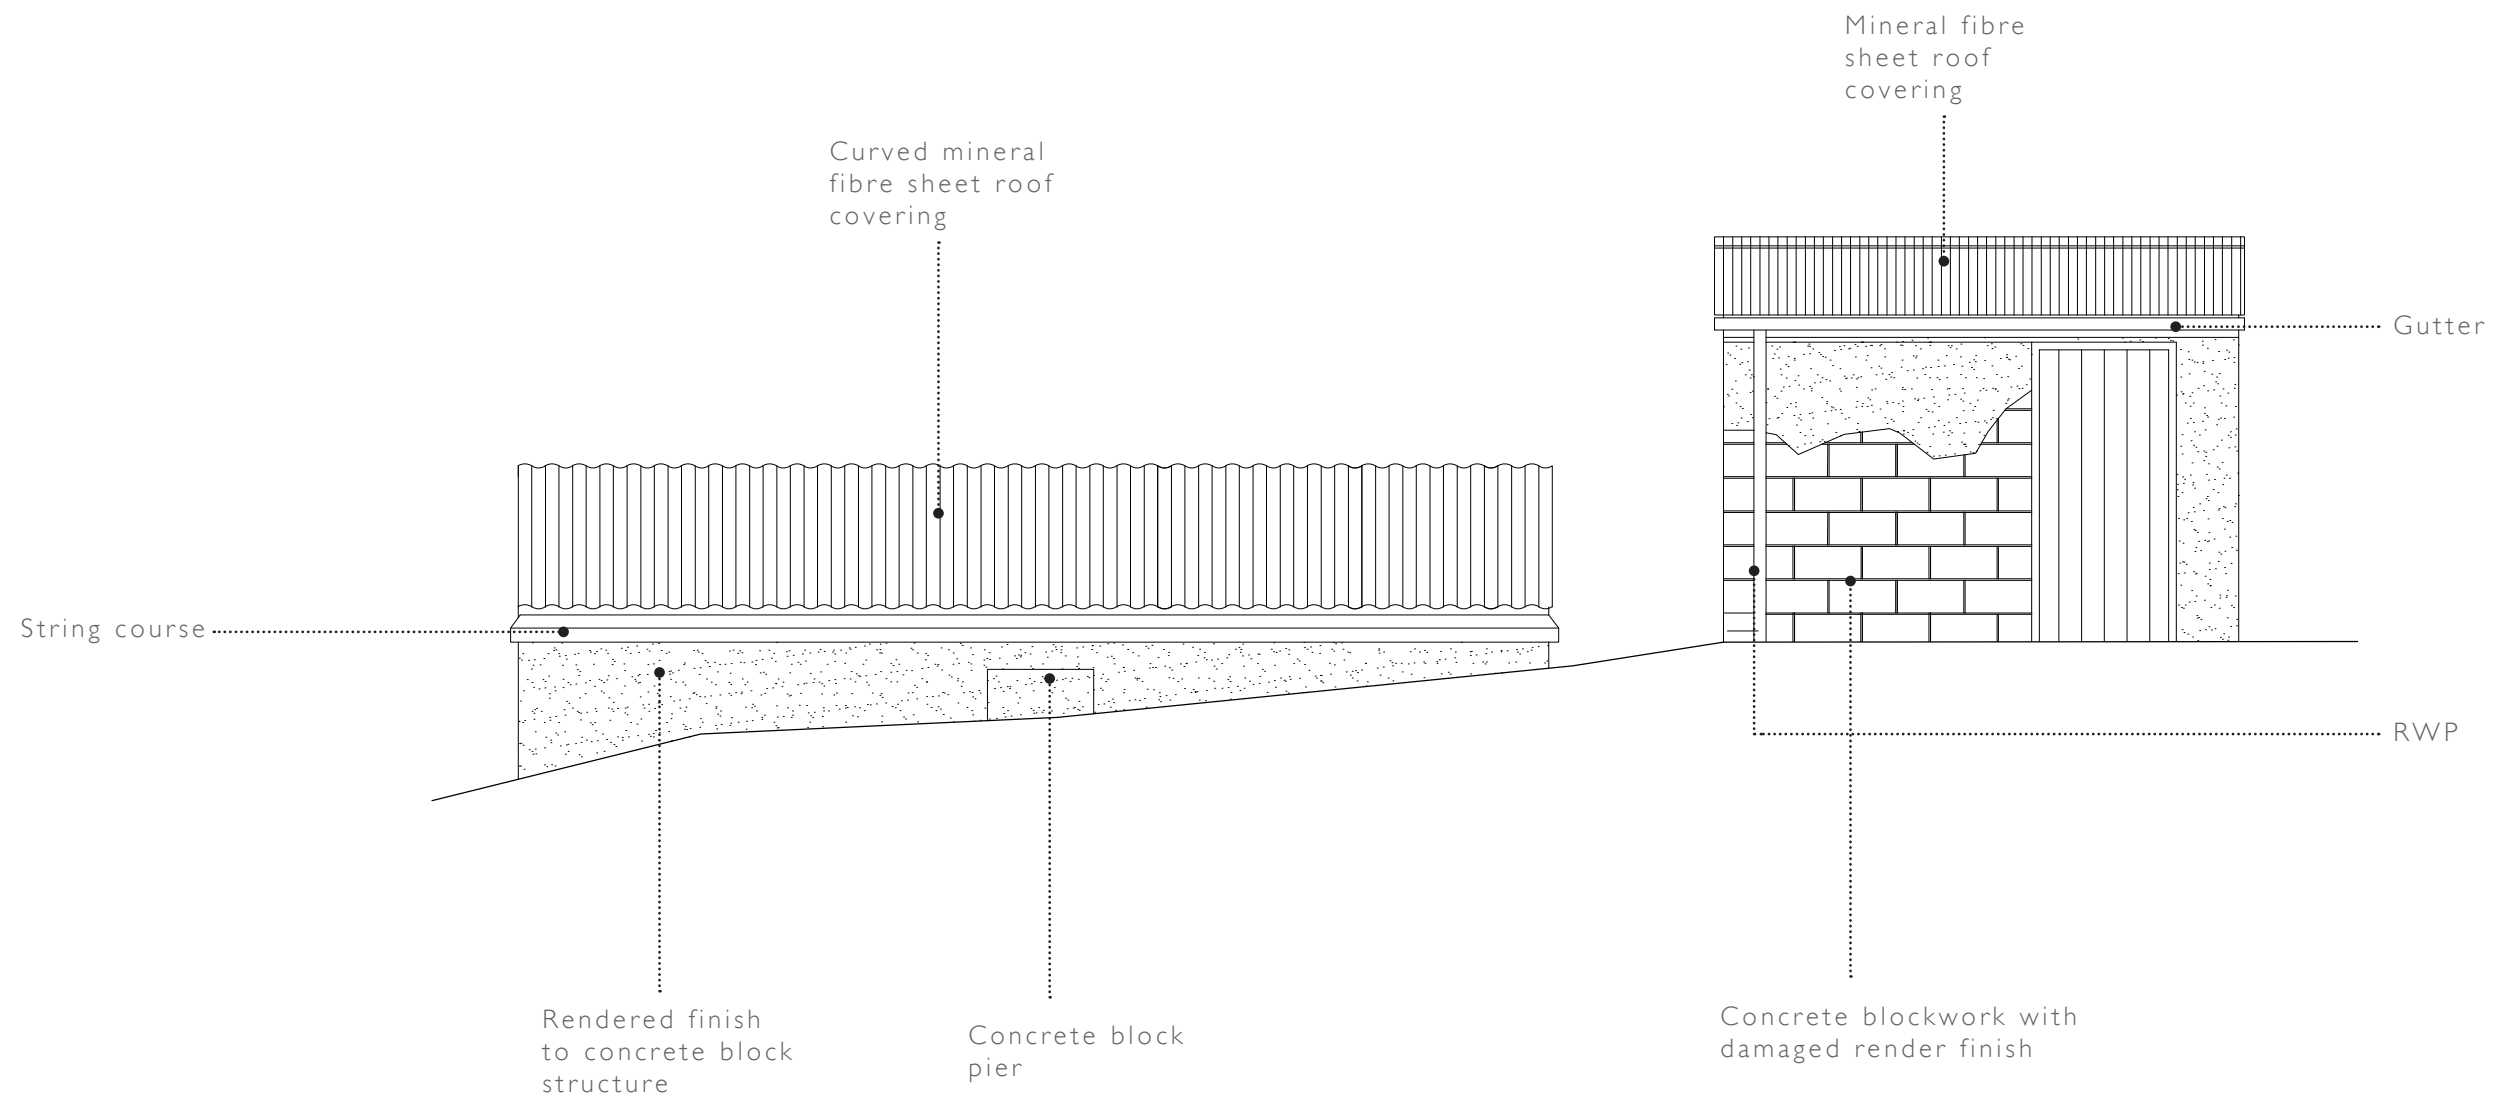 Mineral fibre
sheet roof
covering
Curved mineral
fibre sheet roof
covering
Gutter
String course
RWP
Rendered finish
to concrete block
structure
Concrete block
pier
Concrete blockwork with
damaged render finish